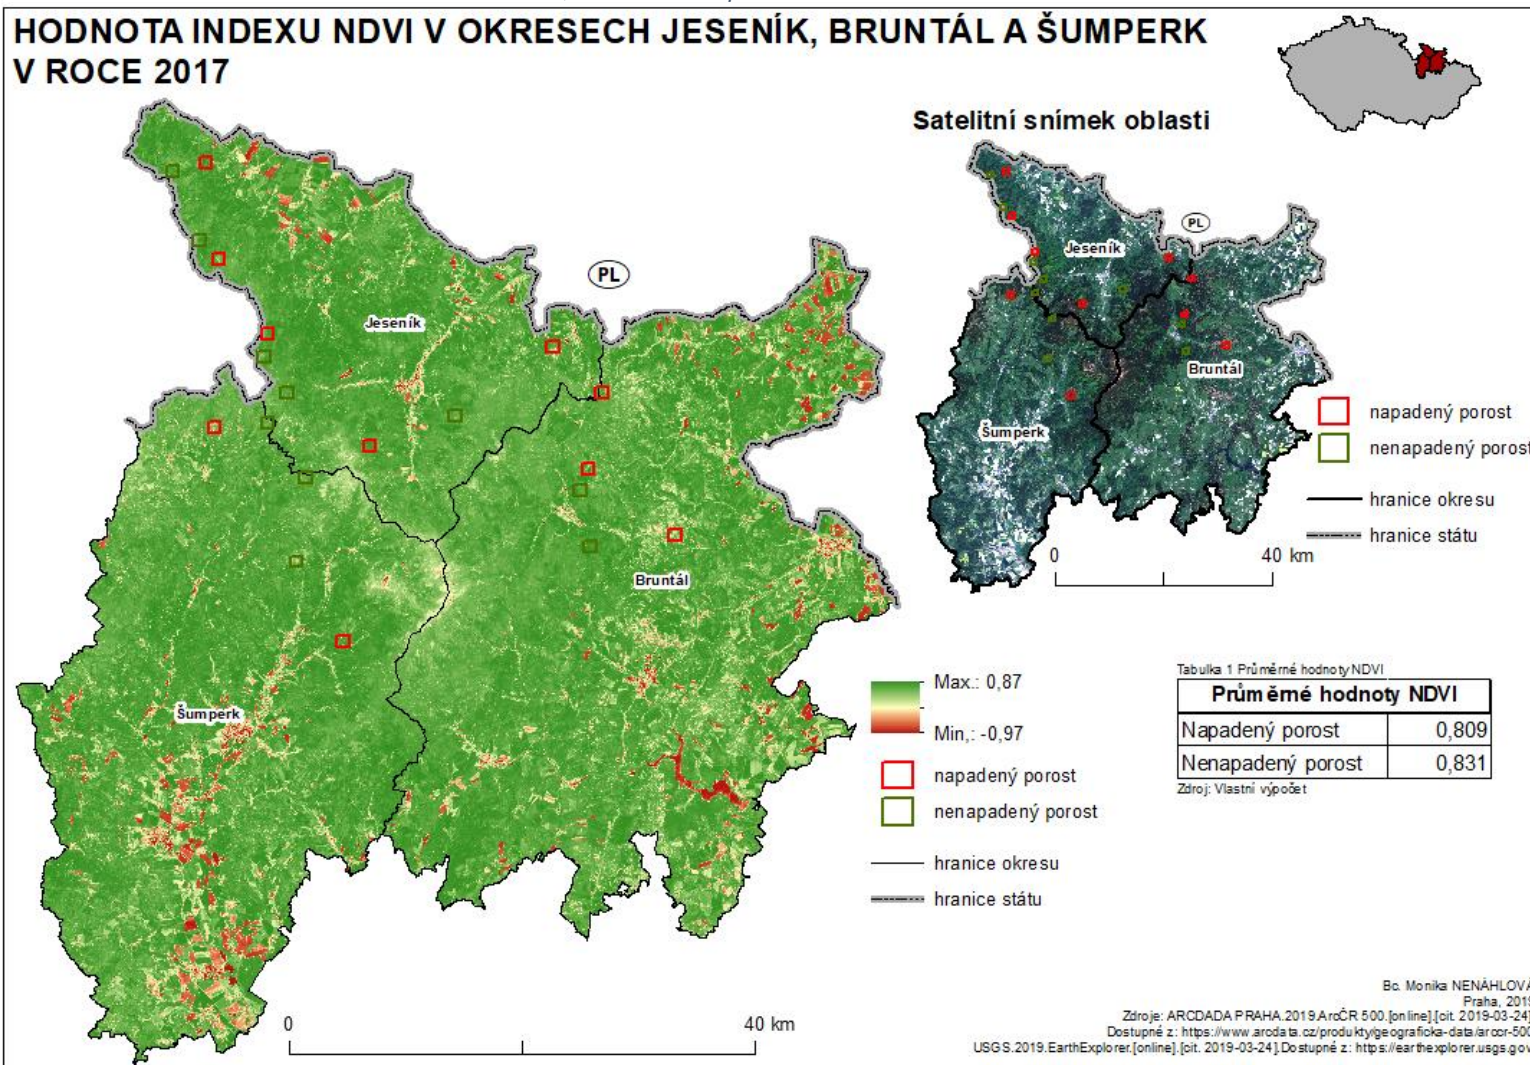 HODNOTA INDEXU NDVI V OKRESECH JESENÍK, BRUNTÁL A ŠUMPERK
V ROCE 2017
Satelitní snímek oblasti
PL
Jeseník
Bruntál
Šumperk
PL
Jeseník
Bruntál
Šumperk
napadený porost
nenapadený porost
hranice okresu
hranice státu
0 40 km
Max.: 0,87
Min,: -0,97
napadený porost
nenapadený porost
hranice okresu
hranice státu
Tabulka 1 Průměrné hodnoty NDVI
Průměrné hodnoty NDVI
Napadený porost 0,809
Nenapadený porost 0,831
Zdroj: Vlastní výpočet
0 40 km
Bc. Monika NENÁHLOVÁ
Praha, 2019
Zdroje: ARCDADA PRAHA.2019.ArcČR 500.[online].[cit. 2019-03-24]
Dostupné z: https://www.arcdata.cz/produkty/geograficka-data/arccr-500
USGS.2019.EarthExplorer.[online].[cit. 2019-03-24].Dostupné z: https://earthexplorer.usgs.gov